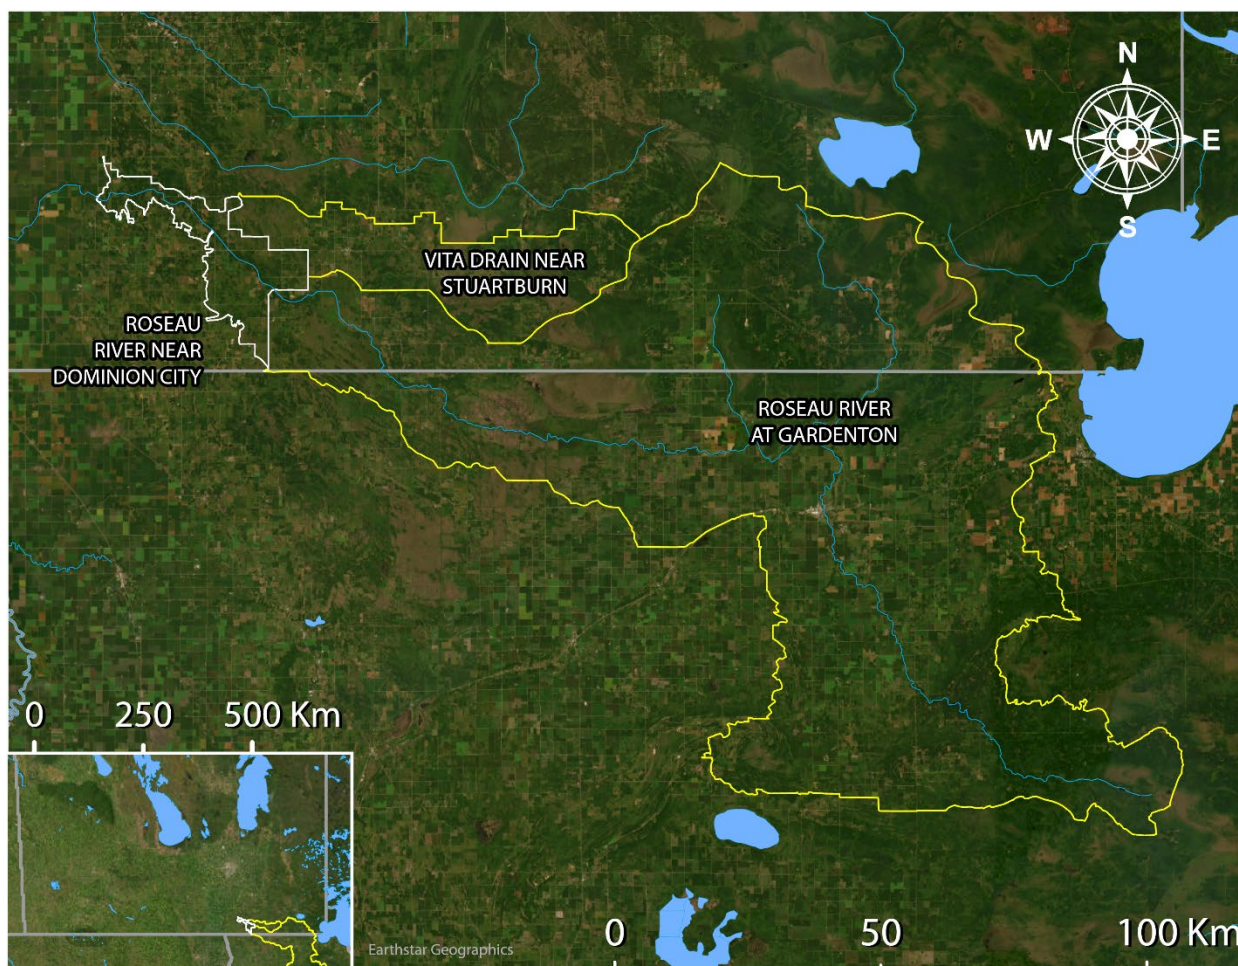 N
W
E
S
VITA DRAIN NEAR
STUARTBURN
ROSEAU
RIVER NEAR
DOMINION CITY
ROSEAU RIVER
AT GARDENTON
0 250 500 Km
0 50 100 Km
Earthstar Geographics